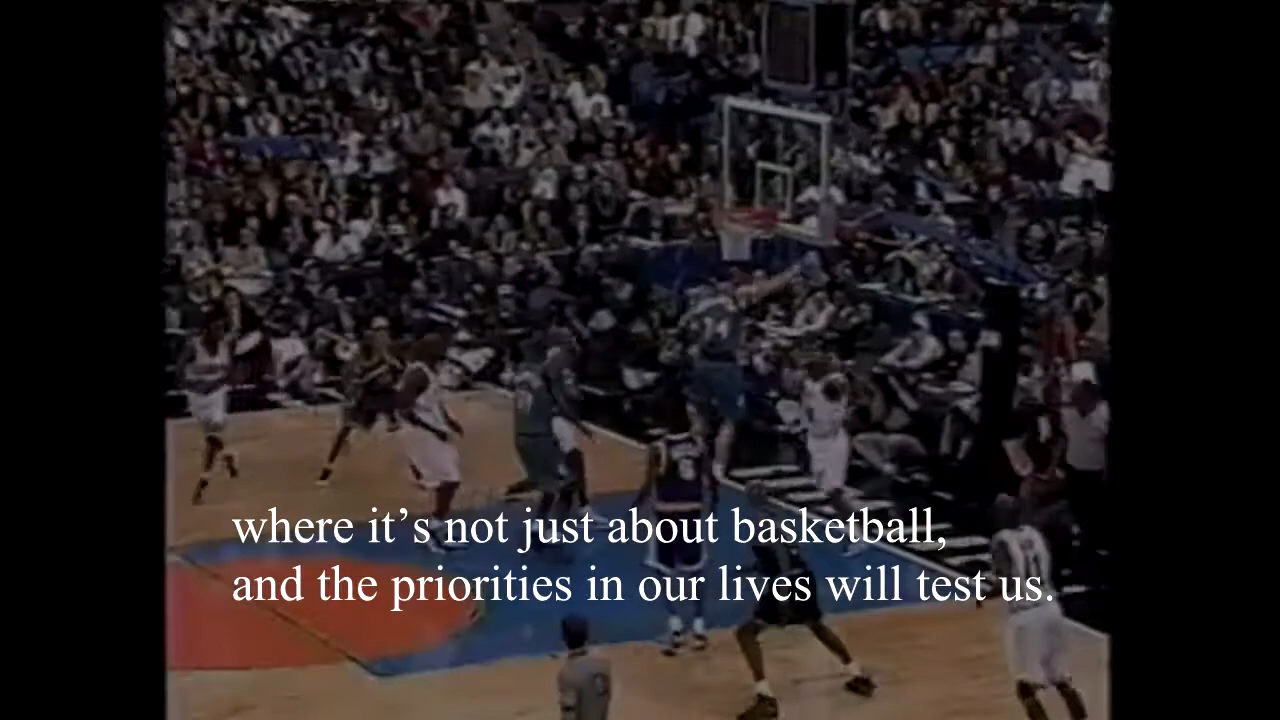 where it’s not just about basketball,
and the priorities in our lives will test us.